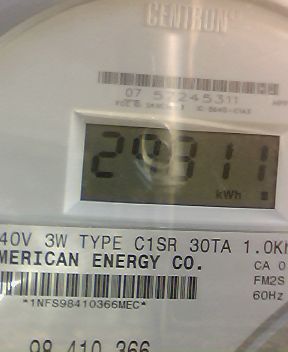 CENTRON
07 57245311
29311
kWh
40V 3W TYPE C1SR 30TA 1.0K
MERICAN ENERGY CO.
CA 0
FM2S
60Hz
*1NFS98410366MEC*
98 410 366